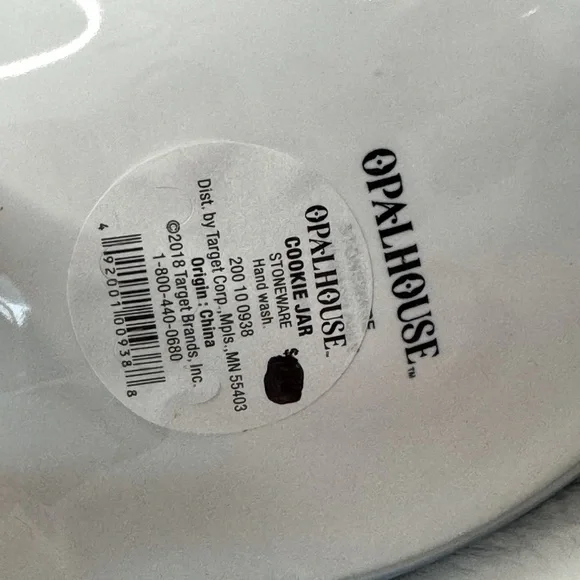 OPALHOUSE™
OPALHOUSE™
COOKIE JAR
STONEWARE
Hand wash.
200 10 0938
Dist. by Target Corp.,Mpls.,MN 55403
Origin : China
©2018 Target Brands, Inc.
1-800-440-0680
4 92001 00938 8